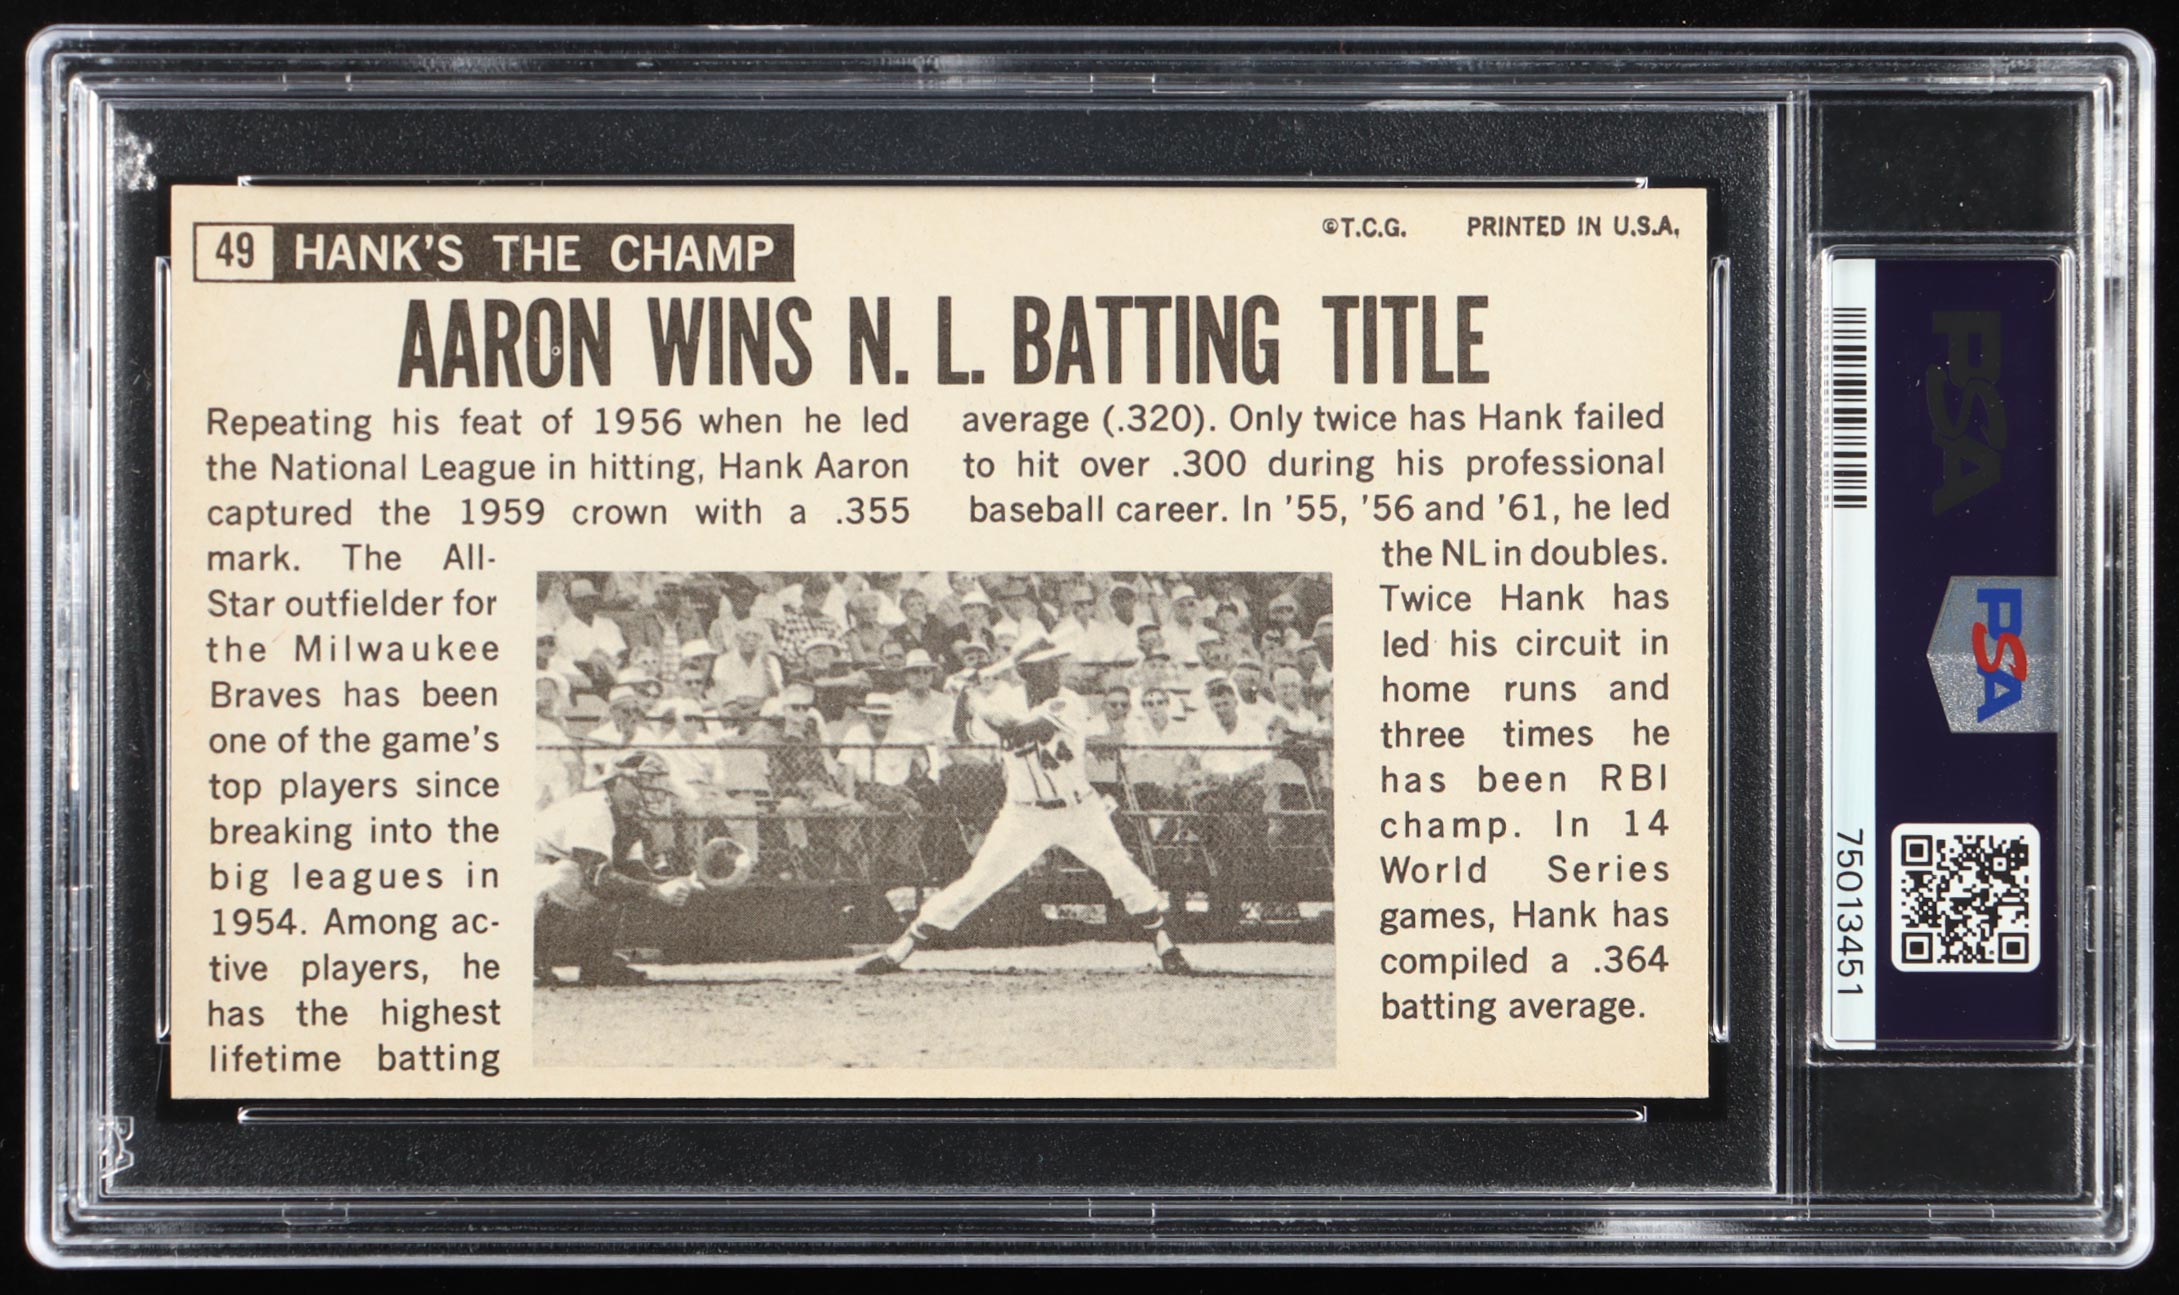 49 HANK'S THE CHAMP
©T.C.G. PRINTED IN U.S.A.
AARON WINS N. L. BATTING TITLE
Repeating his feat of 1956 when he led
the National League in hitting, Hank Aaron
captured the 1959 crown with a .355
mark. The All-
Star outfielder for
the Milwaukee
Braves has been
one of the game's
top players since
breaking into the
big leagues in
1954. Among ac-
tive players, he
has the highest
lifetime batting
average (.320). Only twice has Hank failed
to hit over .300 during his professional
baseball career. In '55, '56 and '61, he led
the NL in doubles.
Twice Hank has
led his circuit in
home runs and
three times he
has been RBI
champ. In 14
World Series
games, Hank has
compiled a .364
batting average.
44
PSA
PSA
75013451